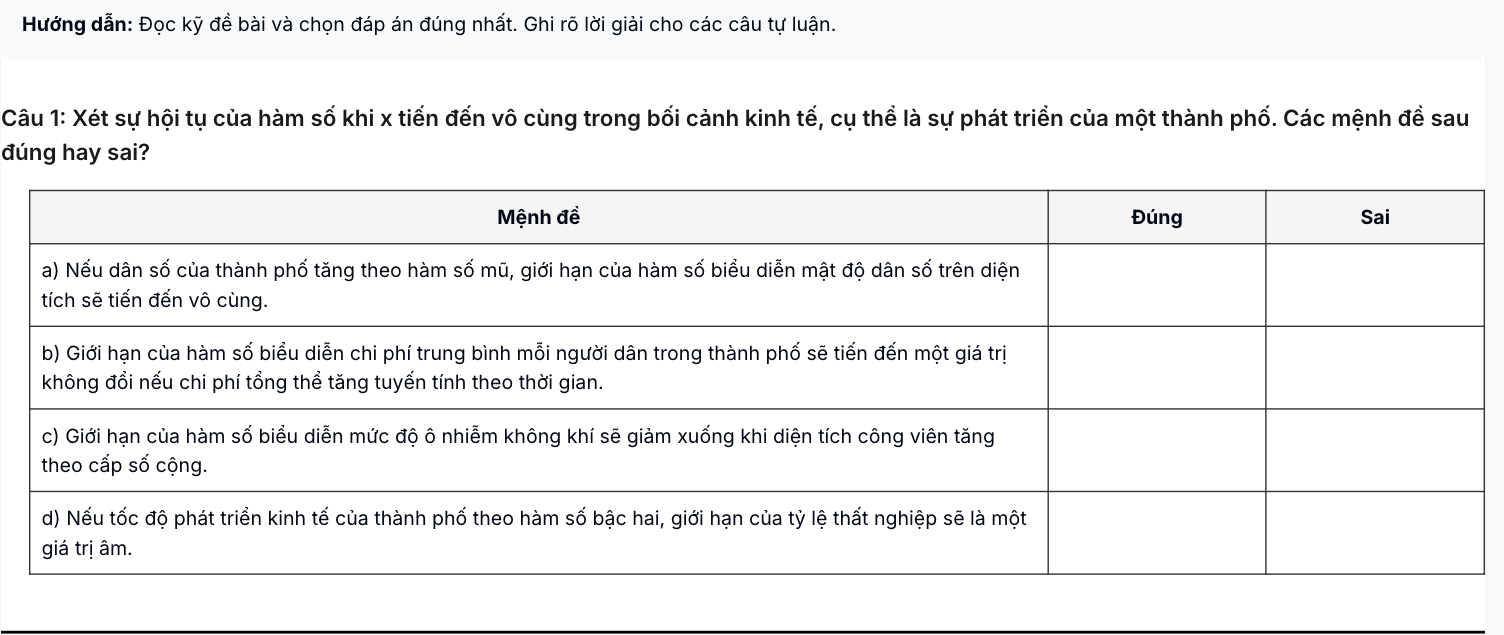 Hướng dẫn: Đọc kỹ đề bài và chọn đáp án đúng nhất. Ghi rõ lời giải cho các câu tự luận.
Câu 1: Xét sự hội tụ của hàm số khi x tiến đến vô cùng trong bối cảnh kinh tế, cụ thể là sự phát triển của một thành phố. Các mệnh đề sau
đúng hay sai?
Mệnh đề Đúng Sai
a) Nếu dân số của thành phố tăng theo hàm số mũ, giới hạn của hàm số biểu diễn mật độ dân số trên diện
tích sẽ tiến đến vô cùng.
b) Giới hạn của hàm số biểu diễn chi phí trung bình mỗi người dân trong thành phố sẽ tiến đến một giá trị
không đổi nếu chi phí tổng thể tăng tuyến tính theo thời gian.
c) Giới hạn của hàm số biểu diễn mức độ ô nhiễm không khí sẽ giảm xuống khi diện tích công viên tăng
theo cấp số cộng.
d) Nếu tốc độ phát triển kinh tế của thành phố theo hàm số bậc hai, giới hạn của tỷ lệ thất nghiệp sẽ là một
giá trị âm.